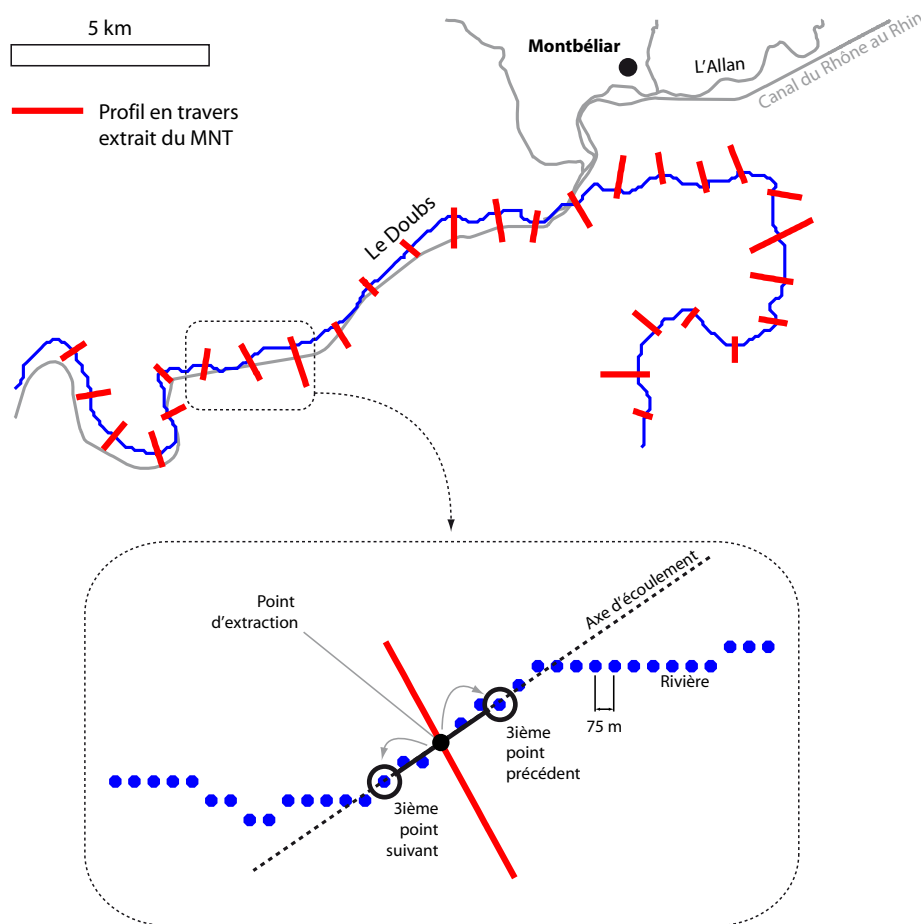 5 km
Profil en travers
extrait du MNT
Montbéliar
L'Allan
Canal du Rhône au Rhin
Le Doubs
Axe d'écoulement
Point
d'extraction
Rivière
75 m
3ième
point
précédent
3ième
point
suivant